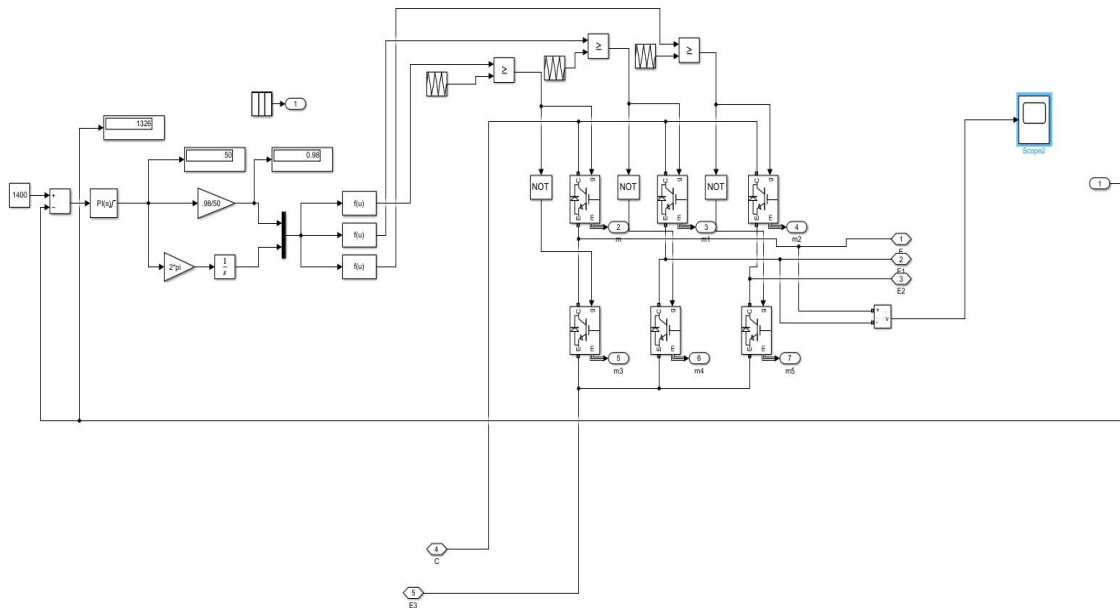 1326
1
50
0.98
1400
+
−
PI(s)
.98/50
2*pi
1
s
f(u)
f(u)
f(u)
≥
≥
≥
NOT
NOT
NOT
C
g
E
E
C
g
E
E
C
g
E
E
2
m
3
m1
4
m2
C
g
E
E
C
g
E
E
C
g
E
E
5
m3
6
m4
7
m5
Scope2
1
1
E
2
E1
3
E2
+
-
v
4
C
5
E3